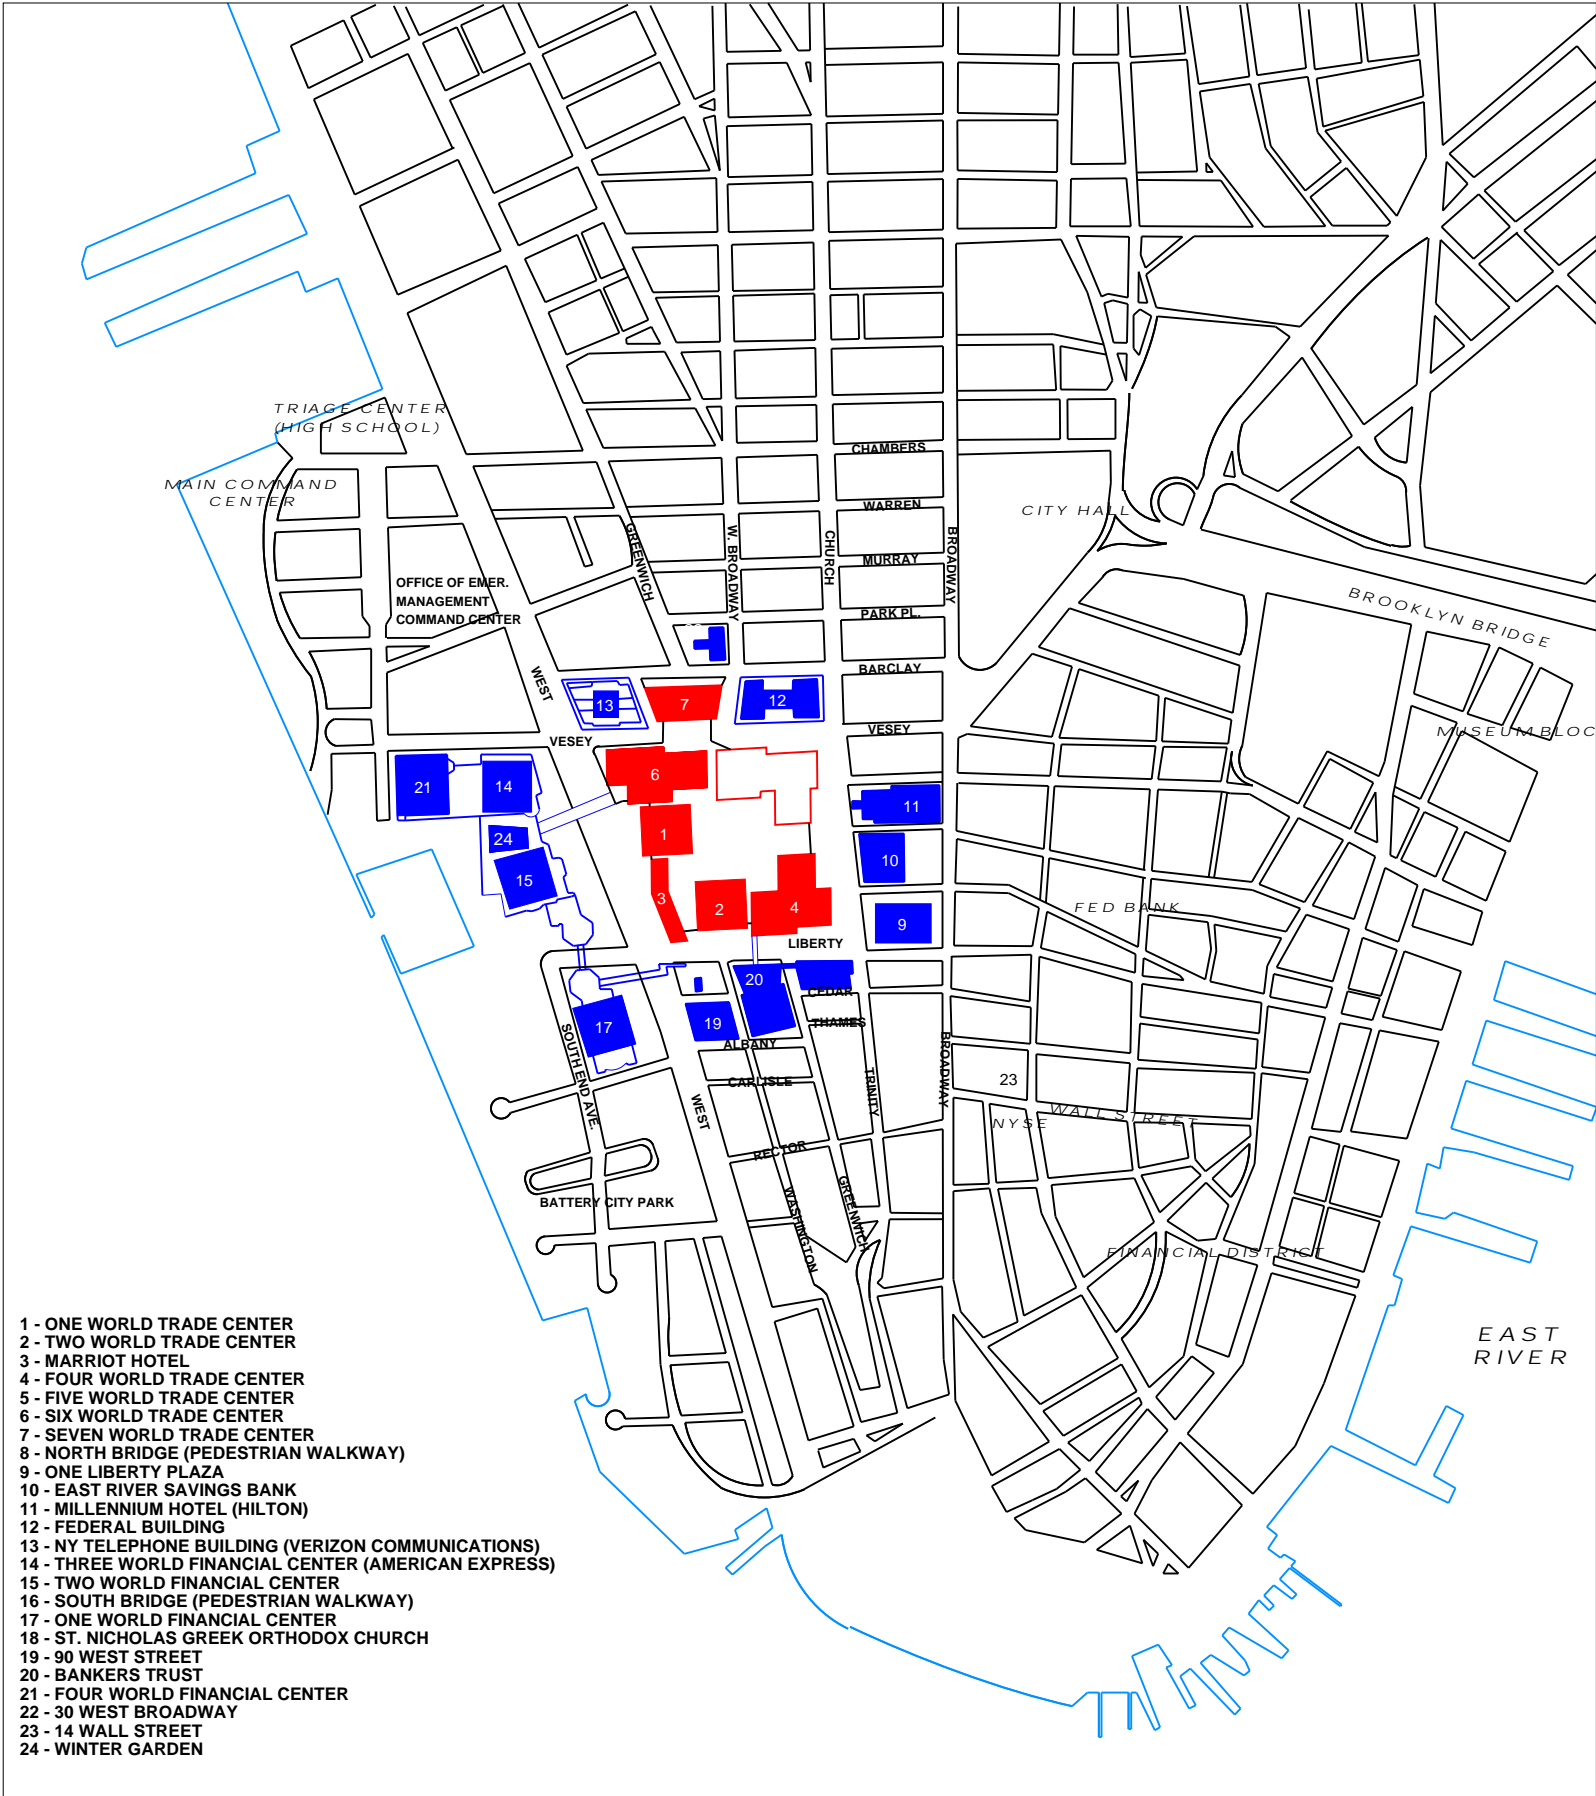 TRIAGE CENTER
(HIGH SCHOOL)
MAIN COMMAND
CENTER
CHAMBERS
WARREN
CITY HALL
MURRAY
GREENWICH
W. BROADWAY
CHURCH
BROADWAY
OFFICE OF EMER.
MANAGEMENT
COMMAND CENTER
PARK PL.
BROOKLYN BRIDGE
BARCLAY
WEST
13
7
12
VESEY
VESEY
MUSEUM BLOC
21
14
6
11
24
1
10
15
3
2
4
9
FED BANK
LIBERTY
20
CEDAR
17
19
THAMES
ALBANY
SOUTH END AVE.
CARLISLE
WEST
TRINITY
BROADWAY
23
NYSE
WALL STREET
RECTOR
BATTERY CITY PARK
WASHINGTON
GREENWICH
FINANCIAL DISTRICT
EAST
RIVER
1 - ONE WORLD TRADE CENTER
2 - TWO WORLD TRADE CENTER
3 - MARRIOT HOTEL
4 - FOUR WORLD TRADE CENTER
5 - FIVE WORLD TRADE CENTER
6 - SIX WORLD TRADE CENTER
7 - SEVEN WORLD TRADE CENTER
8 - NORTH BRIDGE (PEDESTRIAN WALKWAY)
9 - ONE LIBERTY PLAZA
10 - EAST RIVER SAVINGS BANK
11 - MILLENNIUM HOTEL (HILTON)
12 - FEDERAL BUILDING
13 - NY TELEPHONE BUILDING (VERIZON COMMUNICATIONS)
14 - THREE WORLD FINANCIAL CENTER (AMERICAN EXPRESS)
15 - TWO WORLD FINANCIAL CENTER
16 - SOUTH BRIDGE (PEDESTRIAN WALKWAY)
17 - ONE WORLD FINANCIAL CENTER
18 - ST. NICHOLAS GREEK ORTHODOX CHURCH
19 - 90 WEST STREET
20 - BANKERS TRUST
21 - FOUR WORLD FINANCIAL CENTER
22 - 30 WEST BROADWAY
23 - 14 WALL STREET
24 - WINTER GARDEN